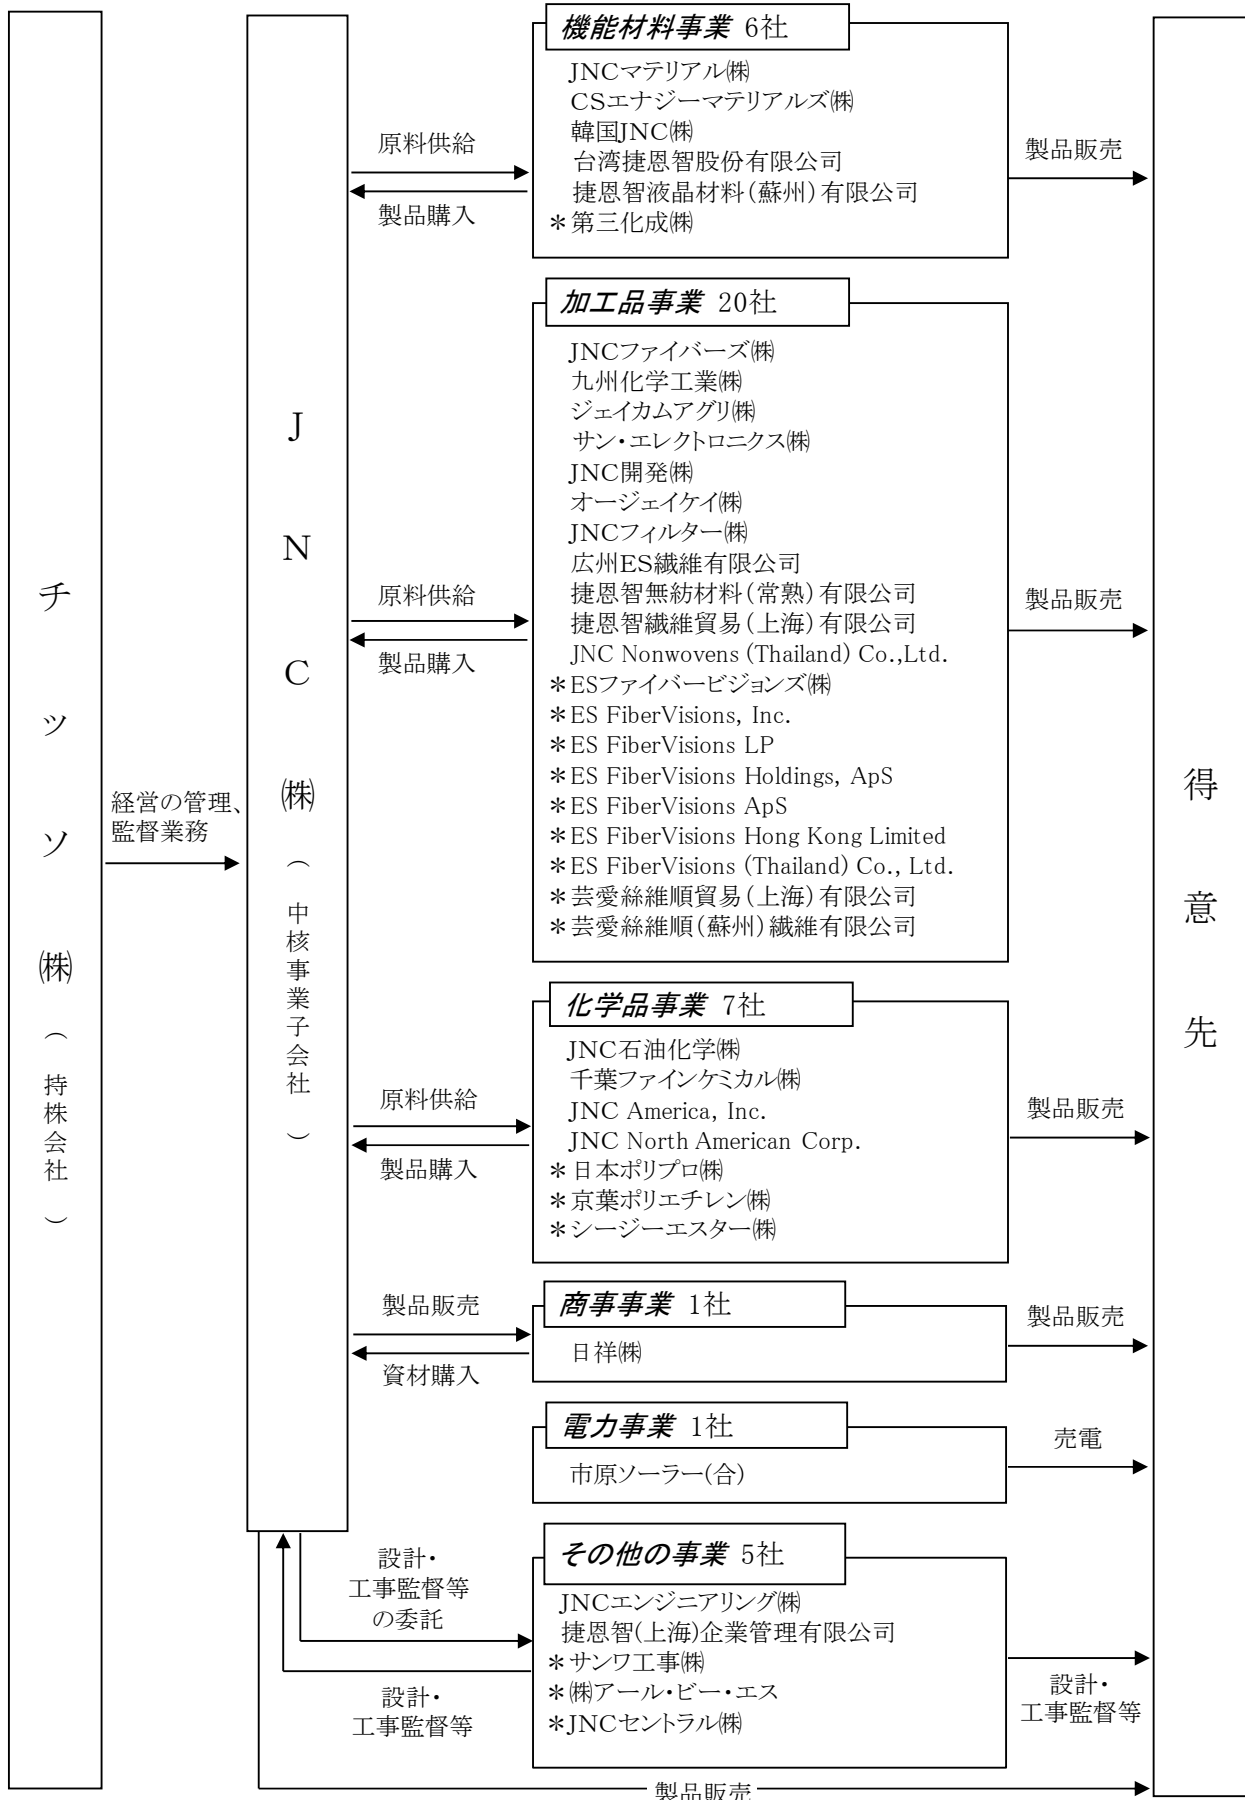 チッソ㈱（持株会社）
経営の管理、
監督業務
JNC㈱（中核事業子会社）
原料供給
製品購入
機能材料事業 6社
JNCマテリアル㈱
CSエナジーマテリアルズ㈱
韓国JNC㈱
台湾捷恩智股份有限公司
捷恩智液晶材料(蘇州)有限公司
＊第三化成㈱
製品販売
原料供給
製品購入
加工品事業 20社
JNCファイバーズ㈱
九州化学工業㈱
ジェイカムアグリ㈱
サン・エレクトロニクス㈱
JNC開発㈱
オージェイケイ㈱
JNCフィルター㈱
広州ES繊維有限公司
捷恩智無紡材料(常熟)有限公司
捷恩智繊維貿易(上海)有限公司
JNC Nonwovens (Thailand) Co.,Ltd.
＊ESファイバービジョンズ㈱
＊ES FiberVisions, Inc.
＊ES FiberVisions LP
＊ES FiberVisions Holdings, ApS
＊ES FiberVisions ApS
＊ES FiberVisions Hong Kong Limited
＊ES FiberVisions (Thailand) Co., Ltd.
＊芸愛絲維順貿易(上海)有限公司
＊芸愛絲維順(蘇州)繊維有限公司
製品販売
原料供給
製品購入
化学品事業 7社
JNC石油化学㈱
千葉ファインケミカル㈱
JNC America, Inc.
JNC North American Corp.
＊日本ポリプロ㈱
＊京葉ポリエチレン㈱
＊シージーエスター㈱
製品販売
製品販売
資材購入
商事事業 1社
日祥㈱
製品販売
電力事業 1社
市原ソーラー(合)
売電
設計・
工事監督等
の委託
設計・
工事監督等
その他の事業 5社
JNCエンジニアリング㈱
捷恩智(上海)企業管理有限公司
＊サンワ工事㈱
＊㈱アール・ビー・エス
＊JNCセントラル㈱
設計・
工事監督等
製品販売
得意先